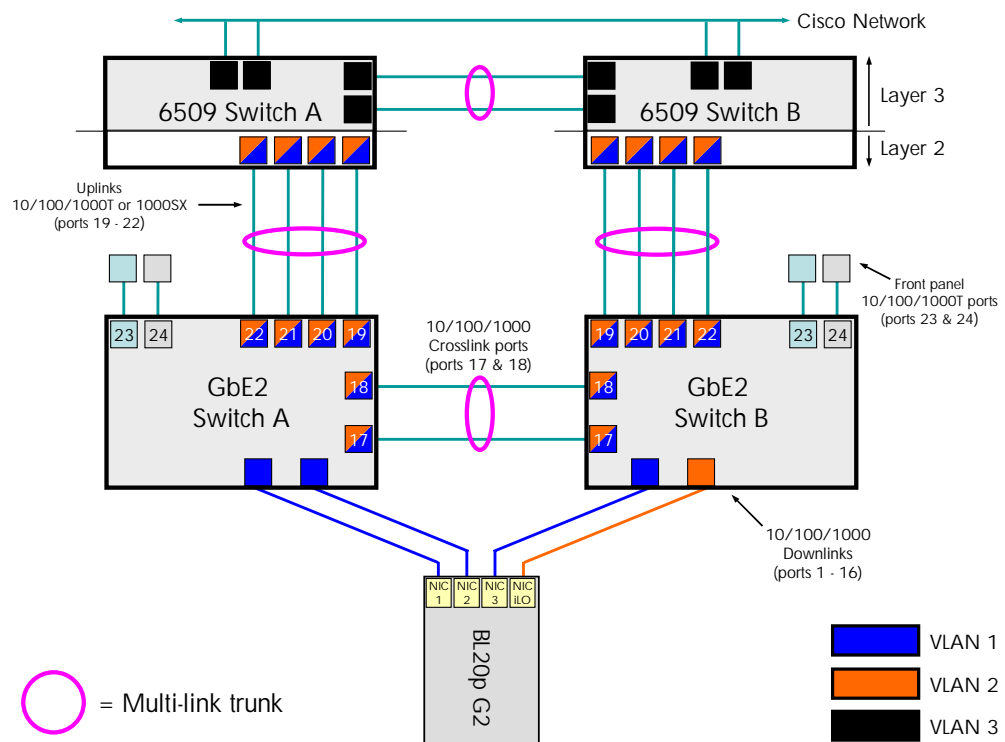 Cisco Network
6509 Switch A
6509 Switch B
Layer 3
Layer 2
Uplinks
10/100/1000T or 1000SX
(ports 19 - 22)
Front panel
10/100/1000T ports
(ports 23 & 24)
23
24
22
21
20
19
19
20
21
22
23
24
10/100/1000
Crosslink ports
(ports 17 & 18)
GbE2
Switch A
18
17
18
17
GbE2
Switch B
10/100/1000
Downlinks
(ports 1 - 16)
NIC
1
NIC
2
NIC
3
NIC
iLO
BL20p G2
= Multi-link trunk
VLAN 1
VLAN 2
VLAN 3